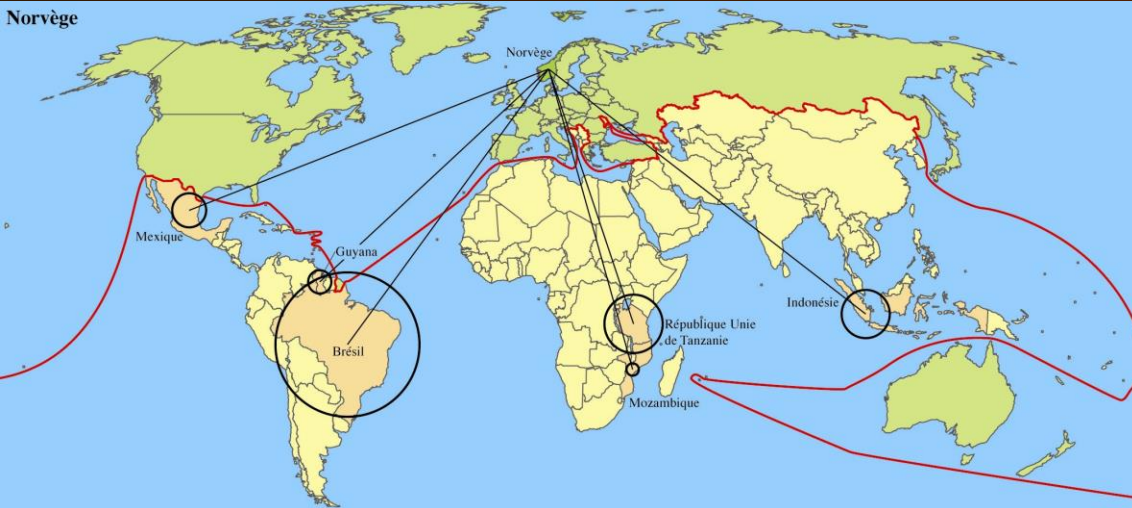 Norvège
Norvège
Mexique
Guyana
Brésil
République Unie
de Tanzanie
Mozambique
Indonésie